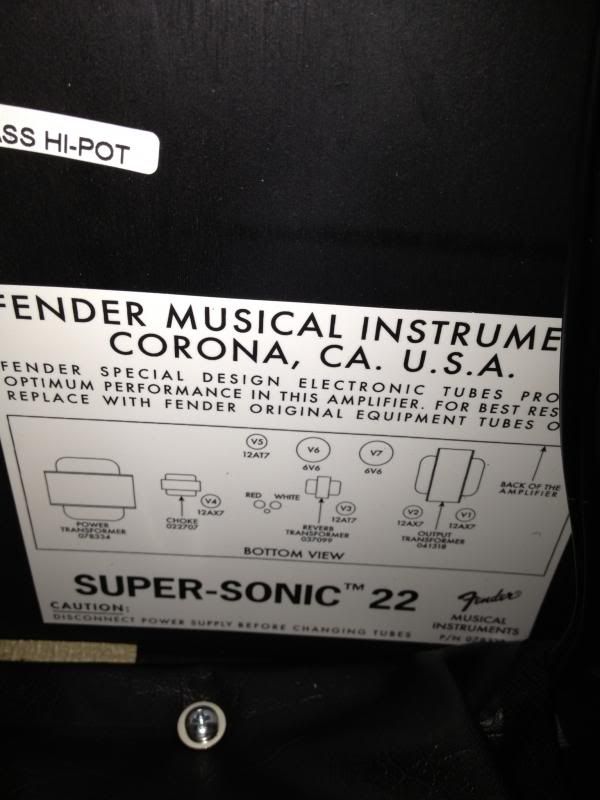 ASS HI-POT
FENDER MUSICAL INSTRUME
CORONA, CA. U.S.A.
FENDER SPECIAL DESIGN ELECTRONIC TUBES PRO
OPTIMUM PERFORMANCE IN THIS AMPLIFIER. FOR BEST RES
REPLACE WITH FENDER ORIGINAL EQUIPMENT TUBES O
V5
12AT7
V6
6V6
V7
6V6
BACK OF THE
AMPLIFIER
POWER
TRANSFORMER
078334
V4
12AX7
CHOKE
022707
RED WHITE
V3
12AT7
REVERB
TRANSFORMER
037099
V2
12AX7
V1
12AX7
OUTPUT
TRANSFORMER
041318
BOTTOM VIEW
SUPER-SONIC™ 22
CAUTION:
DISCONNECT POWER SUPPLY BEFORE CHANGING TUBES
Fender®
MUSICAL
INSTRUMENTS
P/N